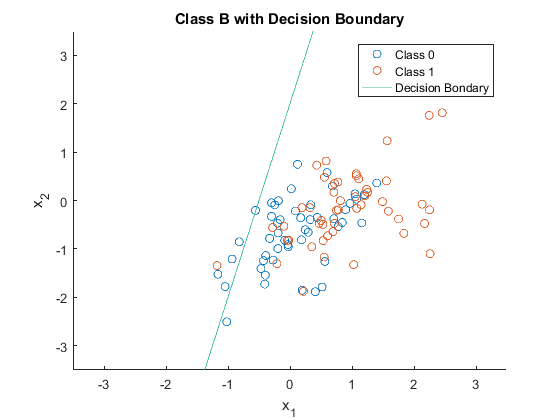 Class B with Decision Boundary
Class 0
Class 1
Decision Bondary
3
2
1
0
-1
-2
-3
x2
-3
-2
-1
0
1
2
3
x1